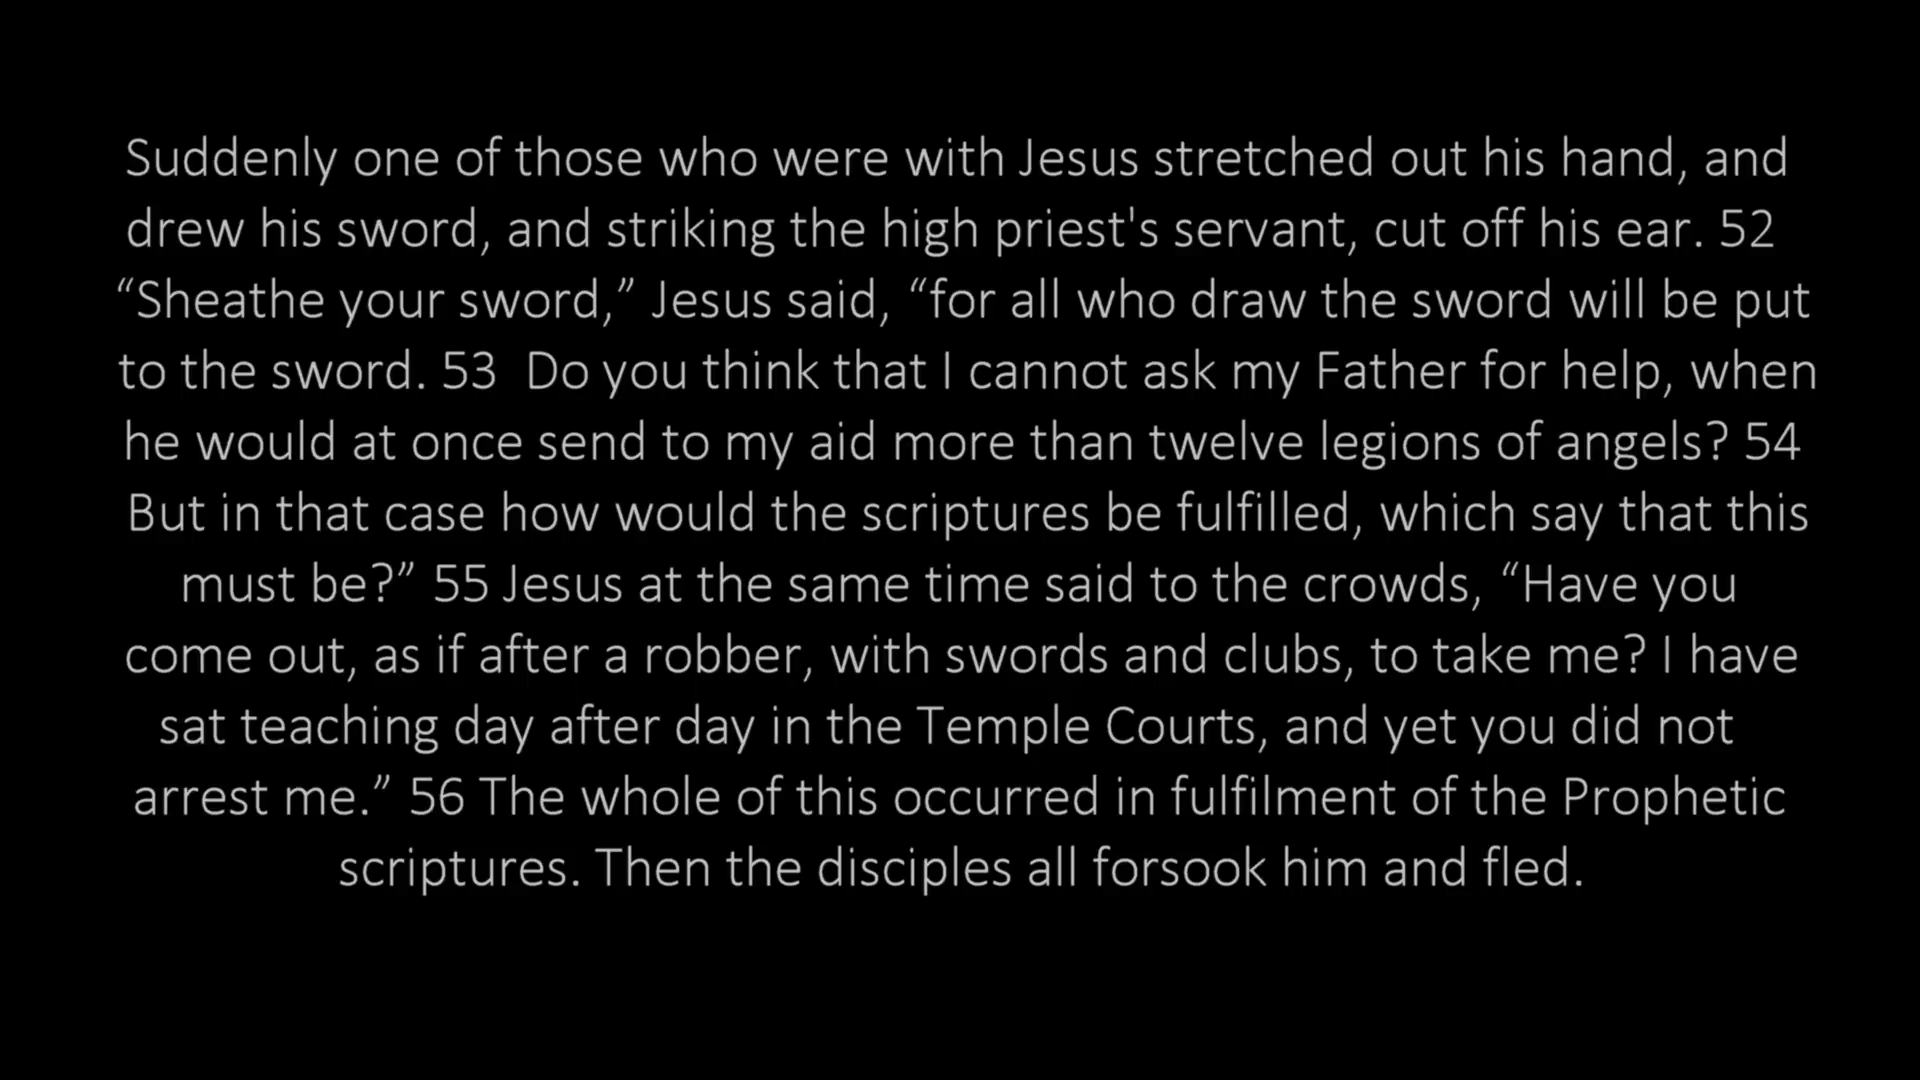 Suddenly one of those who were with Jesus stretched out his hand, and
drew his sword, and striking the high priest's servant, cut off his ear. 52
“Sheathe your sword,” Jesus said, “for all who draw the sword will be put
to the sword. 53  Do you think that I cannot ask my Father for help, when
he would at once send to my aid more than twelve legions of angels? 54
But in that case how would the scriptures be fulfilled, which say that this
must be?” 55 Jesus at the same time said to the crowds, “Have you
come out, as if after a robber, with swords and clubs, to take me? I have
sat teaching day after day in the Temple Courts, and yet you did not
arrest me.” 56 The whole of this occurred in fulfilment of the Prophetic
scriptures. Then the disciples all forsook him and fled.